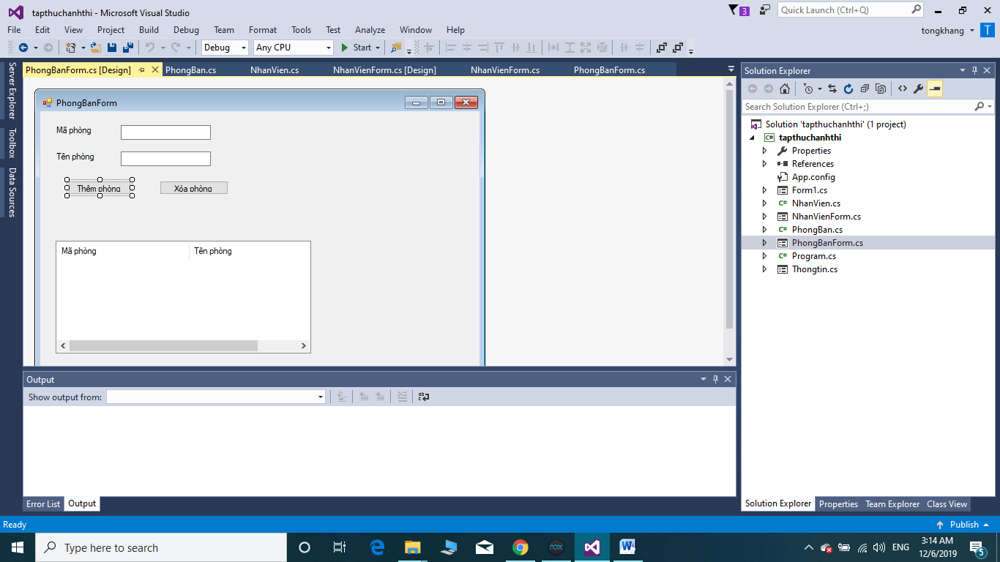 tapthuchanhthi - Microsoft Visual Studio
3
Quick Launch (Ctrl+Q)
File Edit View Project Build Debug Team Format Tools Test Analyze Window Help
tongkhang T
Debug Any CPU Start
Server Explorer
Toolbox
Data Sources
PhongBanForm.cs [Design] PhongBan.cs NhanVien.cs NhanVienForm.cs [Design] NhanVienForm.cs PhongBanForm.cs
PhongBanForm
Mã phòng
Tên phòng
Thêm phòng Xóa phòng
Mã phòng Tên phòng
Solution Explorer
Search Solution Explorer (Ctrl+;)
Solution 'tapthuchanhthi' (1 project)
C# tapthuchanhthi
Properties
References
App.config
Form1.cs
C# NhanVien.cs
NhanVienForm.cs
C# PhongBan.cs
PhongBanForm.cs
C# Program.cs
Thongtin.cs
Output
Show output from:
Error List Output
Solution Explorer Properties Team Explorer Class View
Ready
Publish
Type here to search
nox
W
ENG
3:14 AM
12/6/2019
5